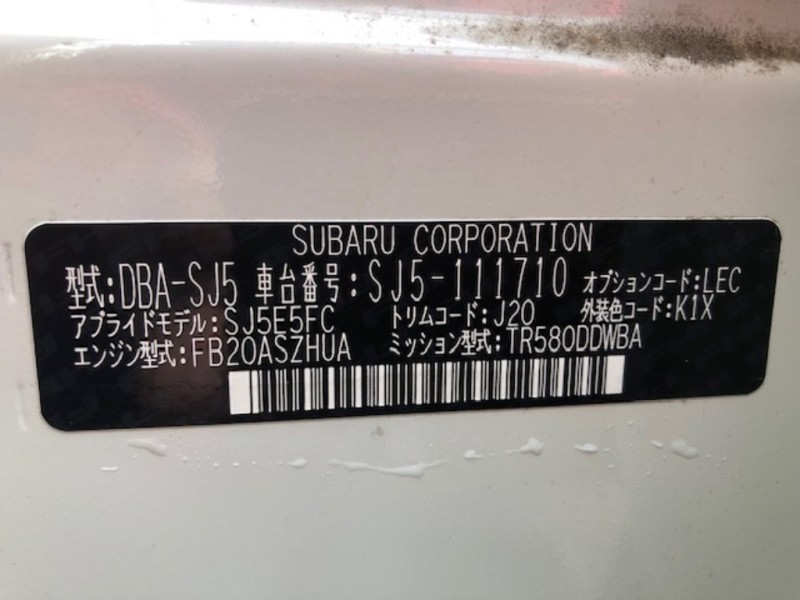 SUBARU CORPORATION
型式:DBA-SJ5 車台番号:SJ5-111710 オプションコード:LEC
アプライドモデル:SJ5E5FC トリムコード:J20 外装色コード:K1X
エンジン型式:FB20ASZHUA ミッション型式:TR580DDWBA